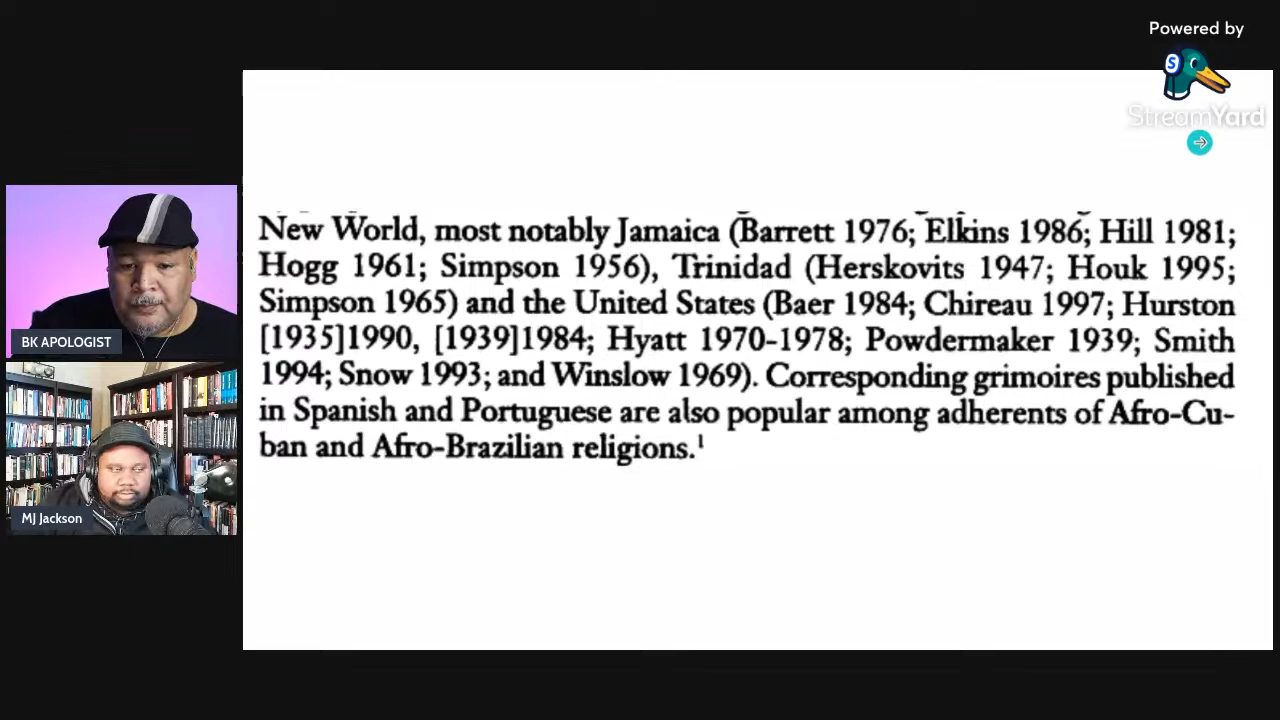 Powered by
StreamYard
New World, most notably Jamaica (Barrett 1976; Elkins 1986; Hill 1981;
Hogg 1961; Simpson 1956), Trinidad (Herskovits 1947; Houk 1995;
Simpson 1965) and the United States (Baer 1984; Chireau 1997; Hurston
[1935]1990, [1939]1984; Hyatt 1970-1978; Powdermaker 1939; Smith
1994; Snow 1993; and Winslow 1969). Corresponding grimoires published
in Spanish and Portuguese are also popular among adherents of Afro-Cu-
ban and Afro-Brazilian religions.¹
BK APOLOGIST
MJ Jackson